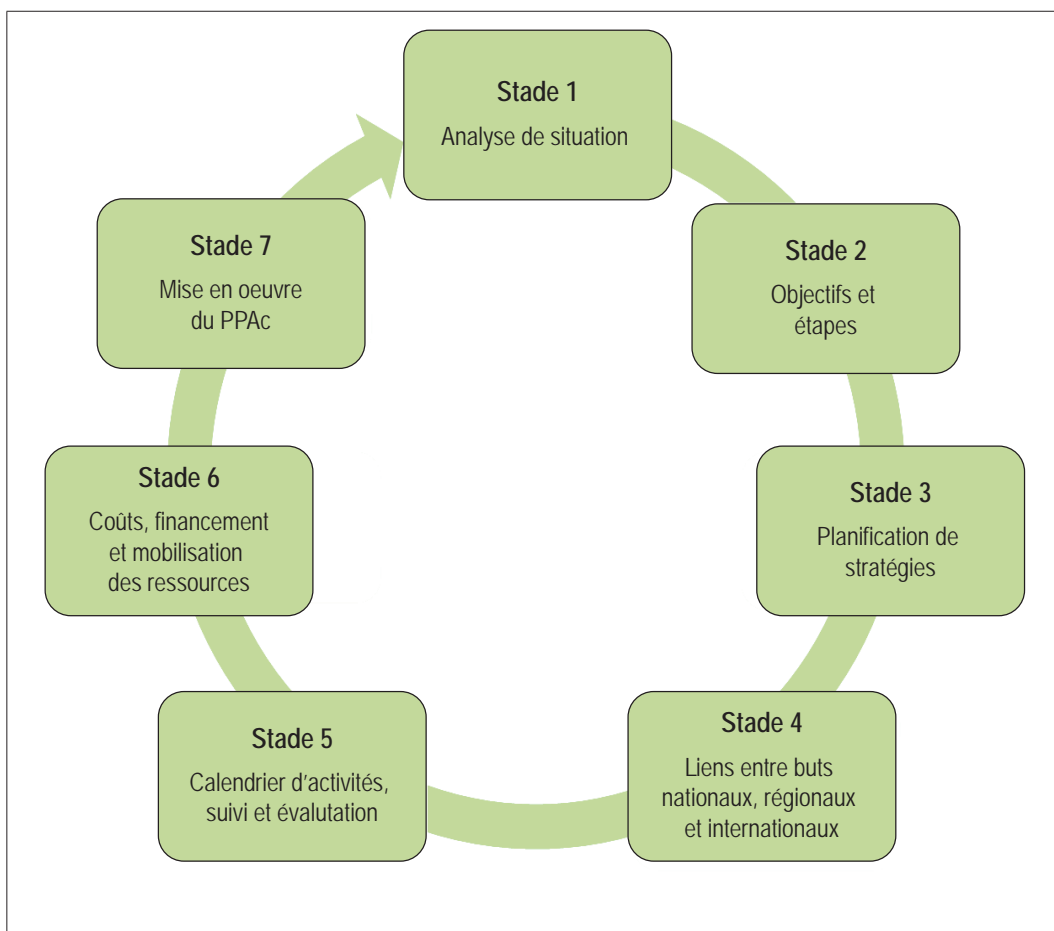 Stade 1
Analyse de situation
Stade 2
Objectifs et
étapes
Stade 3
Planification de
stratégies
Stade 4
Liens entre buts
nationaux, régionaux
et internationaux
Stade 5
Calendrier d'activités,
suivi et évalutation
Stade 6
Coûts, financement
et mobilisation
des ressources
Stade 7
Mise en oeuvre
du PPAc